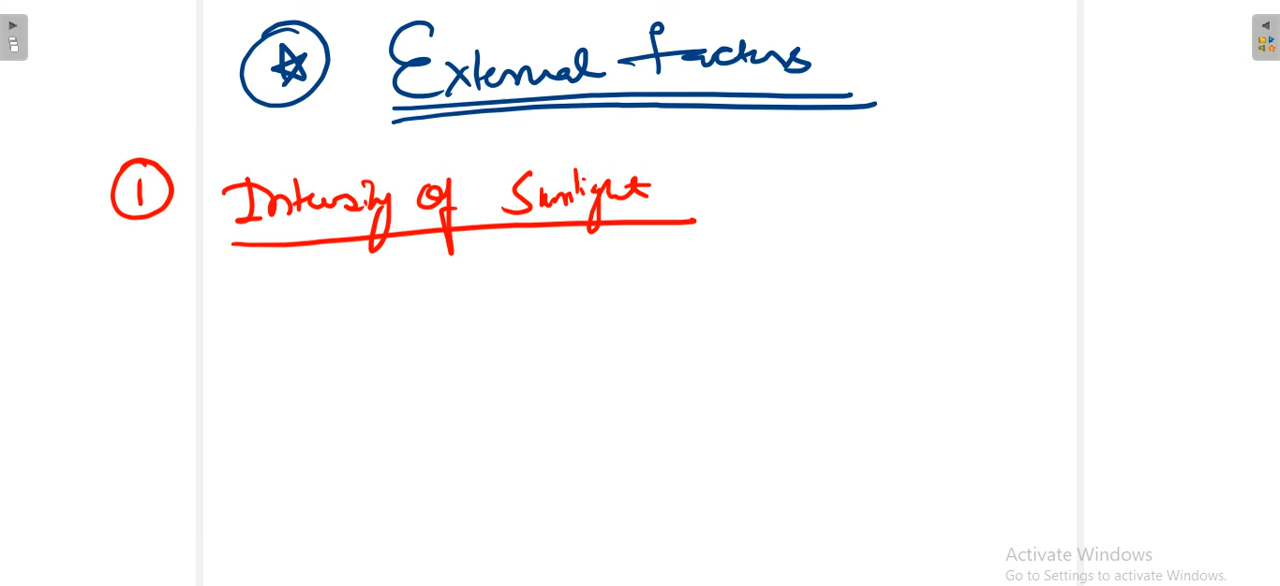 External factors
① Intensity of Sunlight
Activate Windows
Go to Settings to activate Windows.